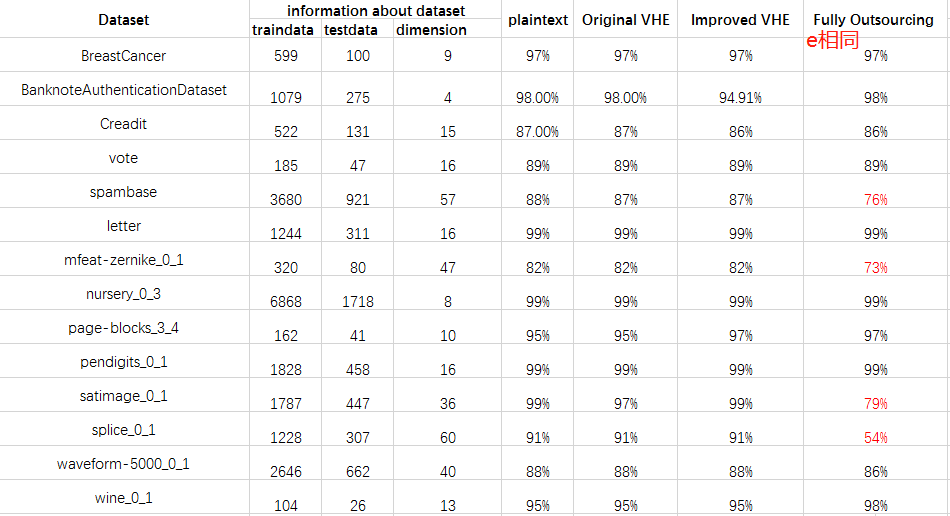 Dataset information about dataset plaintext Original VHE Improved VHE Fully Outsourcing
traindata testdata dimension
e相同
BreastCancer 599 100 9 97% 97% 97% 97%
BanknoteAuthenticationDataset 1079 275 4 98.00% 98.00% 94.91% 98%
Creadit 522 131 15 87.00% 87% 86% 86%
vote 185 47 16 89% 89% 89% 89%
spambase 3680 921 57 88% 87% 87% 76%
letter 1244 311 16 99% 99% 99% 99%
mfeat-zernike_0_1 320 80 47 82% 82% 82% 73%
nursery_0_3 6868 1718 8 99% 99% 99% 99%
page-blocks_3_4 162 41 10 95% 95% 97% 97%
pendigits_0_1 1828 458 16 99% 99% 99% 99%
satimage_0_1 1787 447 36 99% 97% 99% 79%
splice_0_1 1228 307 60 91% 91% 91% 54%
waveform-5000_0_1 2646 662 40 88% 88% 88% 86%
wine_0_1 104 26 13 95% 95% 95% 98%